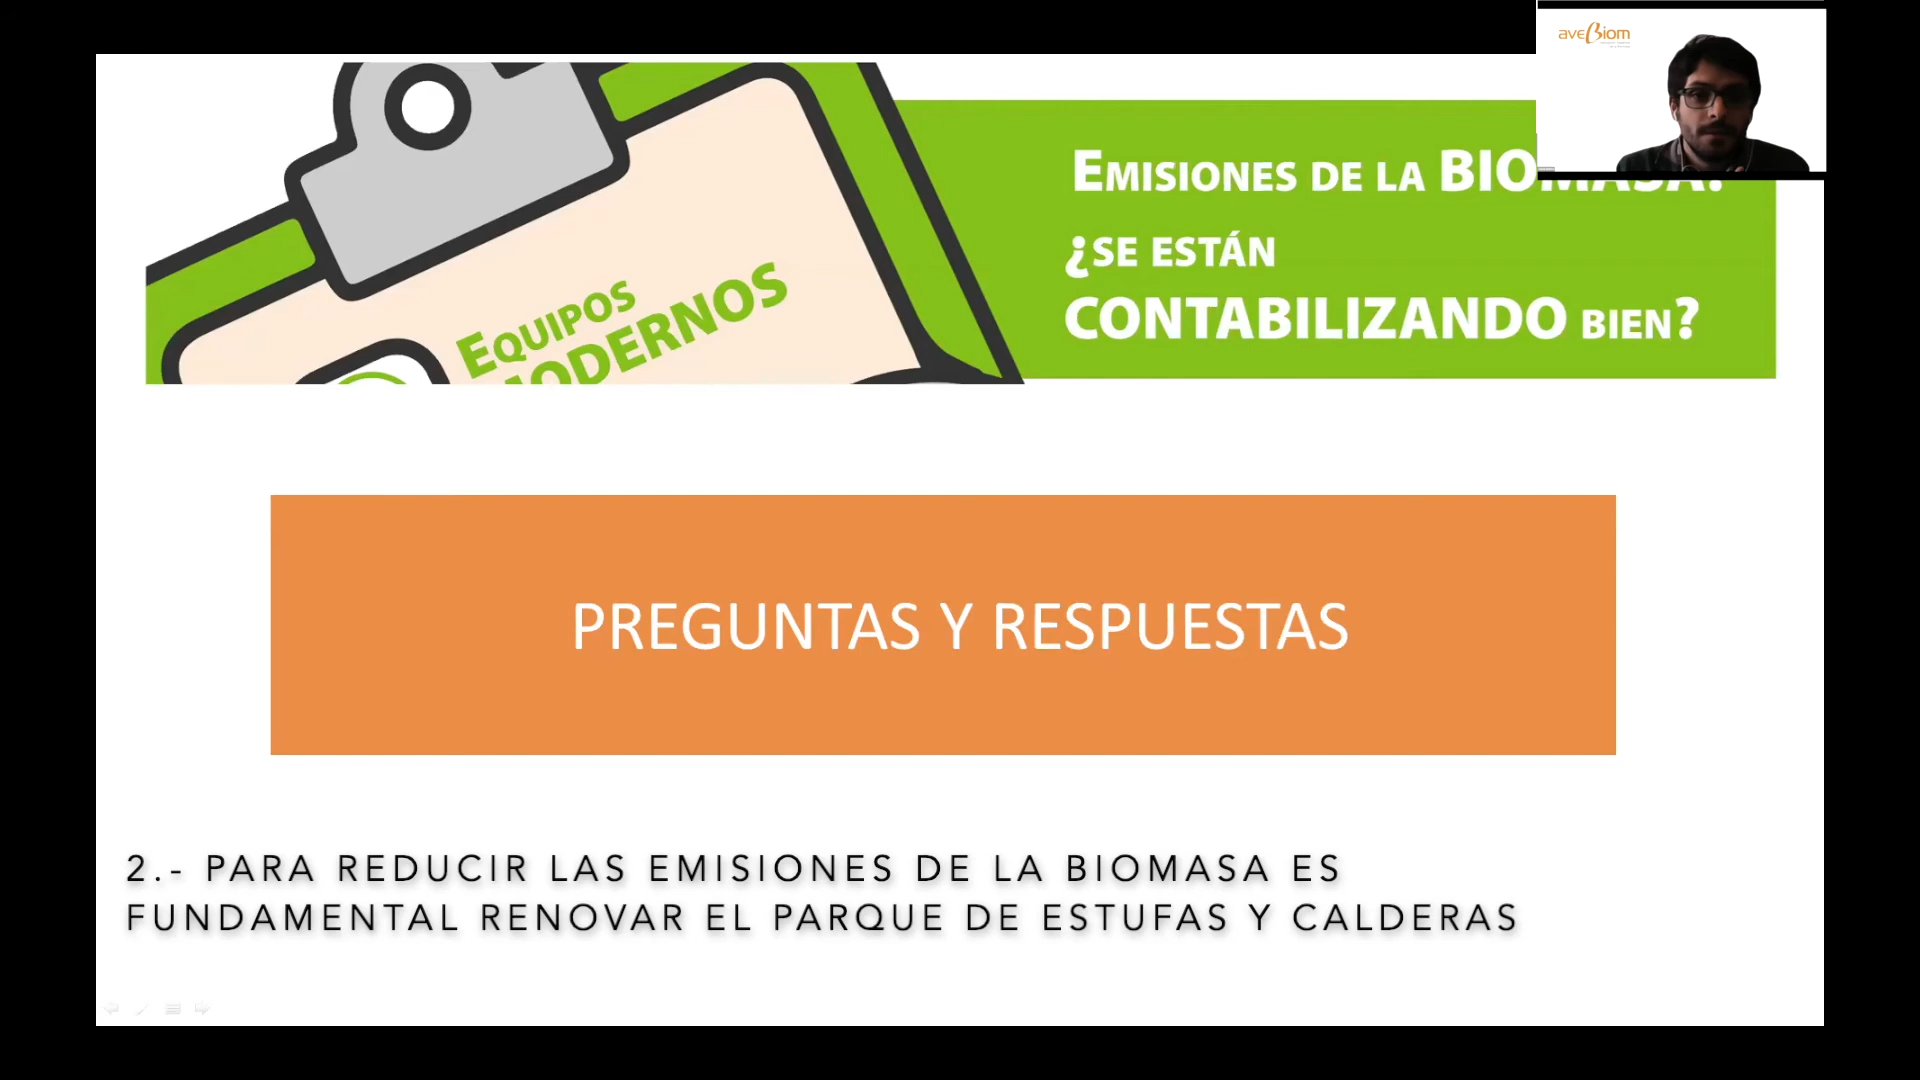 aveBiom
EMISIONES DE LA BIOMASA:
¿SE ESTÁN
CONTABILIZANDO BIEN?
EQUIPOS
MODERNOS
PREGUNTAS Y RESPUESTAS
2.- PARA REDUCIR LAS EMISIONES DE LA BIOMASA ES
FUNDAMENTAL RENOVAR EL PARQUE DE ESTUFAS Y CALDERAS